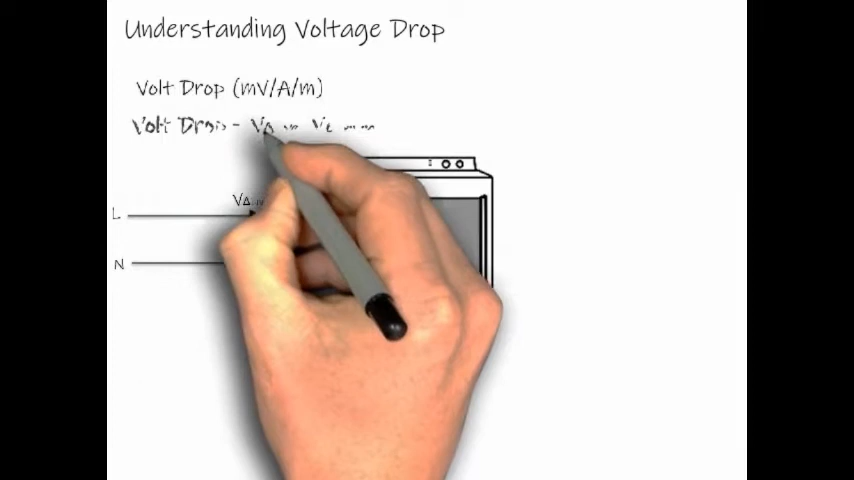 Understanding Voltage Drop
Volt Drop (mV/A/m)
Volt Drop -
L
N